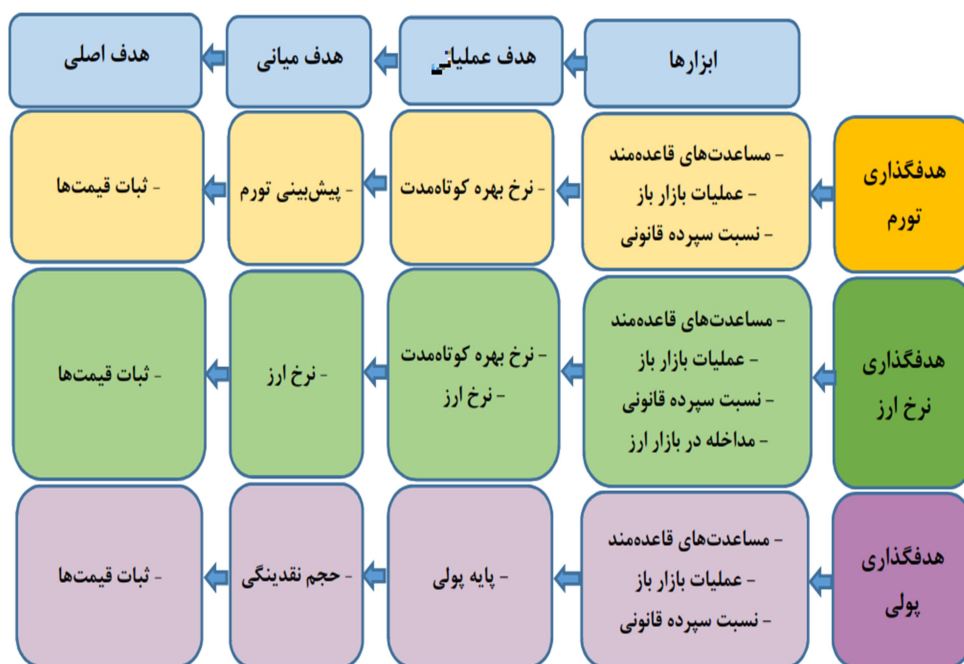 ابزارها
هدف عملیاتی
هدف میانی
هدف اصلی
هدفگذاری
تورم
- مساعدت‌های قاعده‌مند
- عملیات بازار باز
- نسبت سپرده قانونی
- نرخ بهره کوتاه‌مدت
- پیش‌بینی تورم
- ثبات قیمت‌ها
هدفگذاری
نرخ ارز
- مساعدت‌های قاعده‌مند
- عملیات بازار باز
- نسبت سپرده قانونی
- مداخله در بازار ارز
- نرخ بهره کوتاه‌مدت
- نرخ ارز
- نرخ ارز
- ثبات قیمت‌ها
هدفگذاری
پولی
- مساعدت‌های قاعده‌مند
- عملیات بازار باز
- نسبت سپرده قانونی
- پایه پولی
- حجم نقدینگی
- ثبات قیمت‌ها